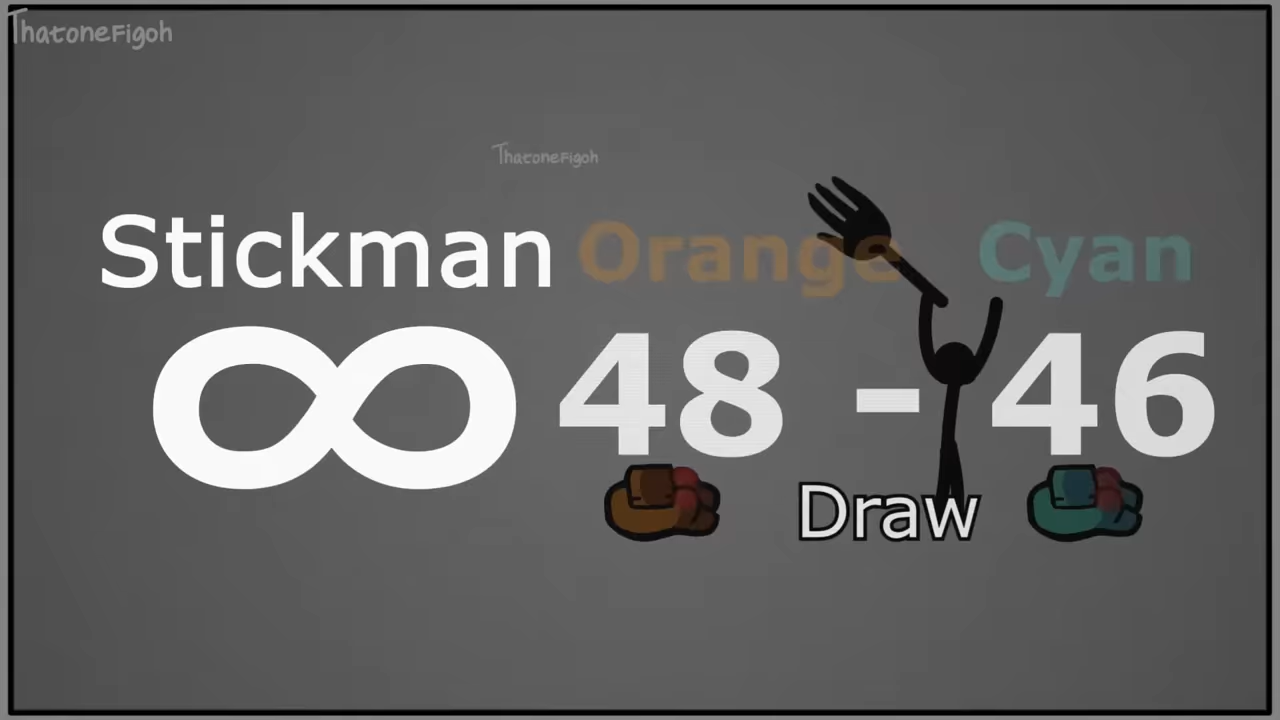 ThatoneFigoh
ThatoneFigoh
Stickman Orange Cyan
∞ 48 - 46
Draw